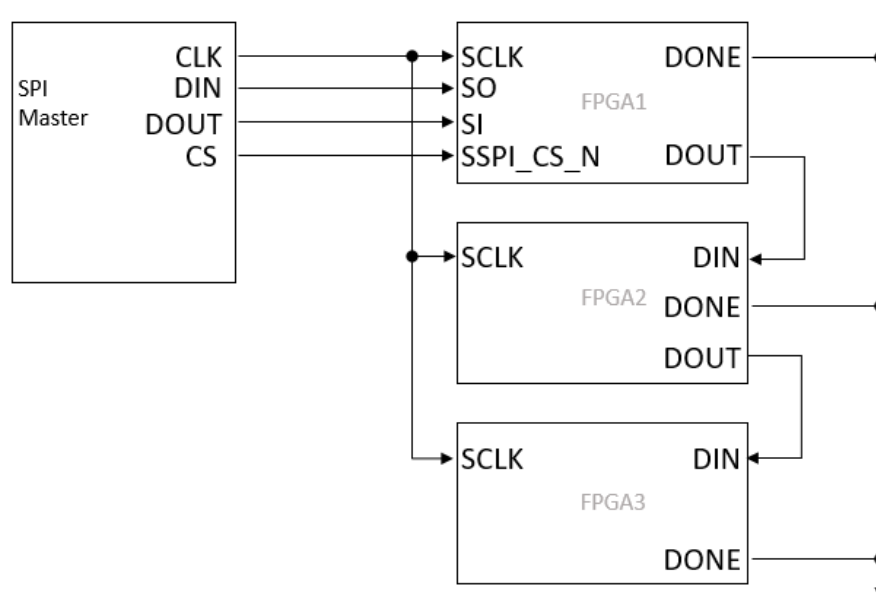 SPI
Master
CLK
DIN
DOUT
CS
SCLK
SO
SI
SSPI_CS_N
FPGA1
DONE
DOUT
SCLK
FPGA2
DIN
DONE
DOUT
SCLK
FPGA3
DIN
DONE